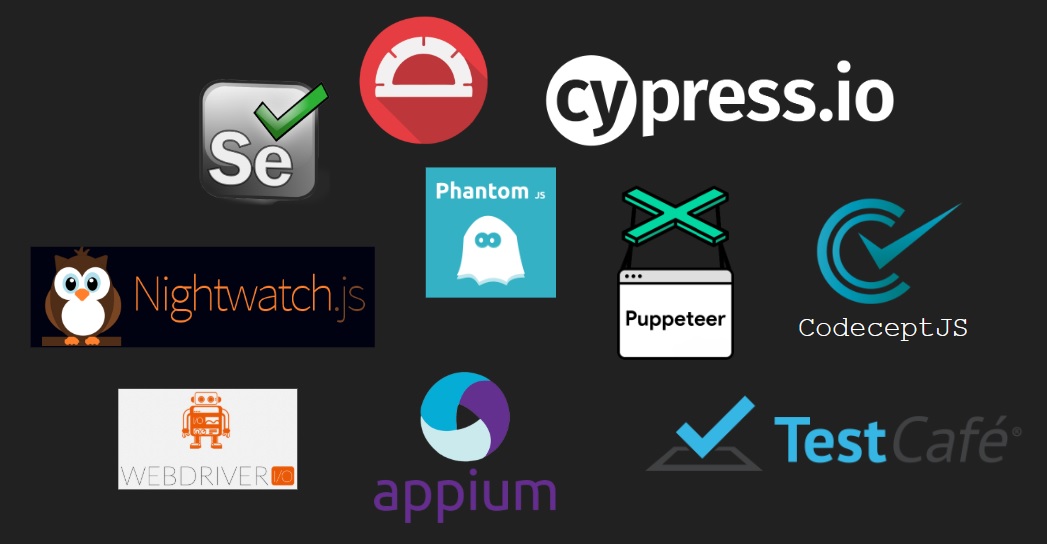 cypress.io
Se
Phantom JS
Nightwatch.js
Puppeteer
CodeceptJS
I/O
WEBDRIVER I/O
appium
TestCafé®